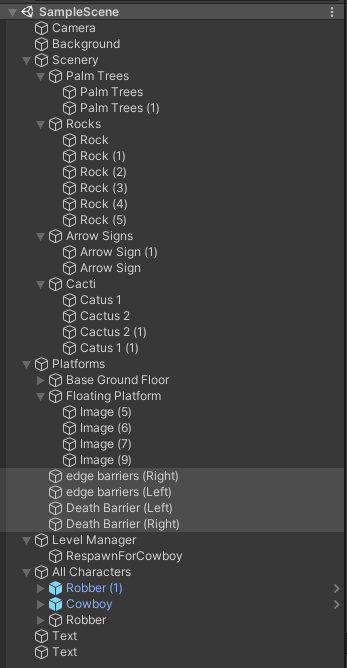 SampleScene
Camera
Background
Scenery
Palm Trees
Palm Trees
Palm Trees (1)
Rocks
Rock
Rock (1)
Rock (2)
Rock (3)
Rock (4)
Rock (5)
Arrow Signs
Arrow Sign (1)
Arrow Sign
Cacti
Catus 1
Cactus 2
Cactus 2 (1)
Catus 1 (1)
Platforms
Base Ground Floor
Floating Platform
Image (5)
Image (6)
Image (7)
Image (9)
edge barriers (Right)
edge barriers (Left)
Death Barrier (Left)
Death Barrier (Right)
Level Manager
RespawnForCowboy
All Characters
Robber (1)
Cowboy
Robber
Text
Text